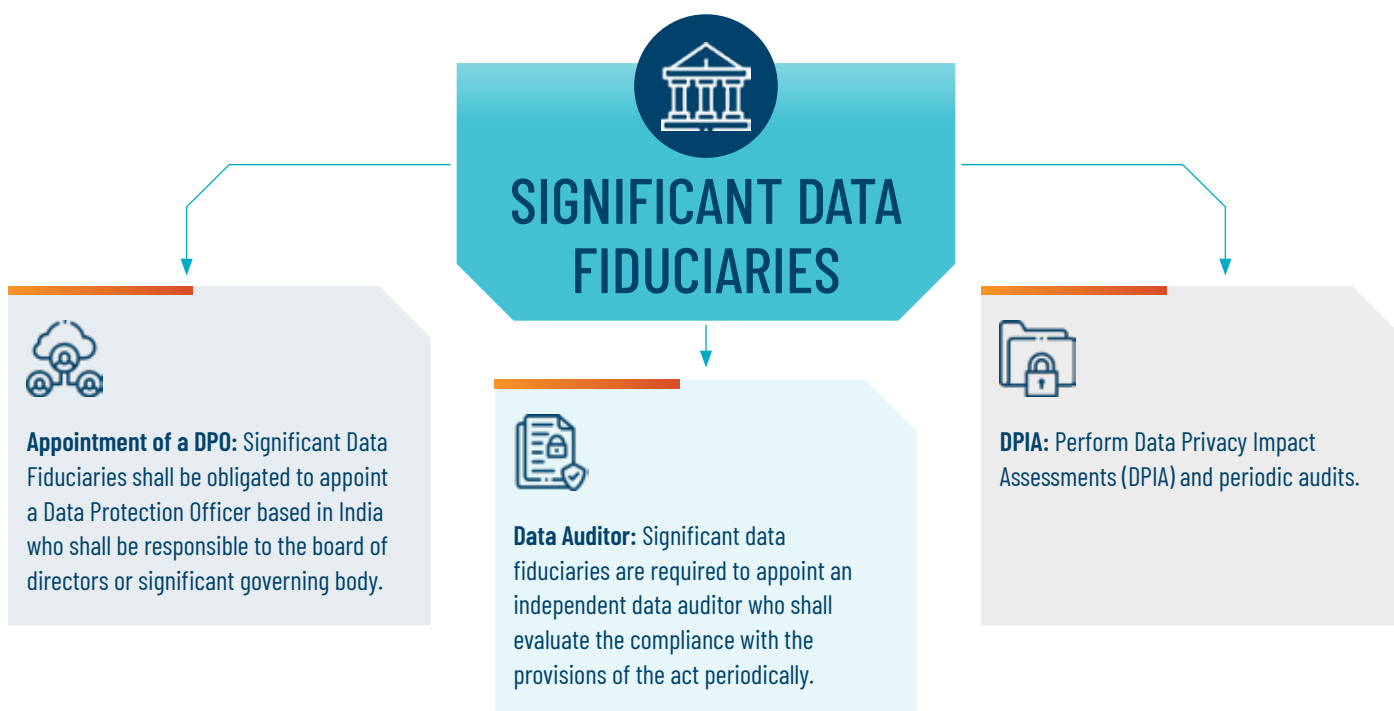 SIGNIFICANT DATA
FIDUCIARIES
Appointment of a DPO: Significant Data
Fiduciaries shall be obligated to appoint
a Data Protection Officer based in India
who shall be responsible to the board of
directors or significant governing body.
Data Auditor: Significant data
fiduciaries are required to appoint an
independent data auditor who shall
evaluate the compliance with the
provisions of the act periodically.
DPIA: Perform Data Privacy Impact
Assessments (DPIA) and periodic audits.